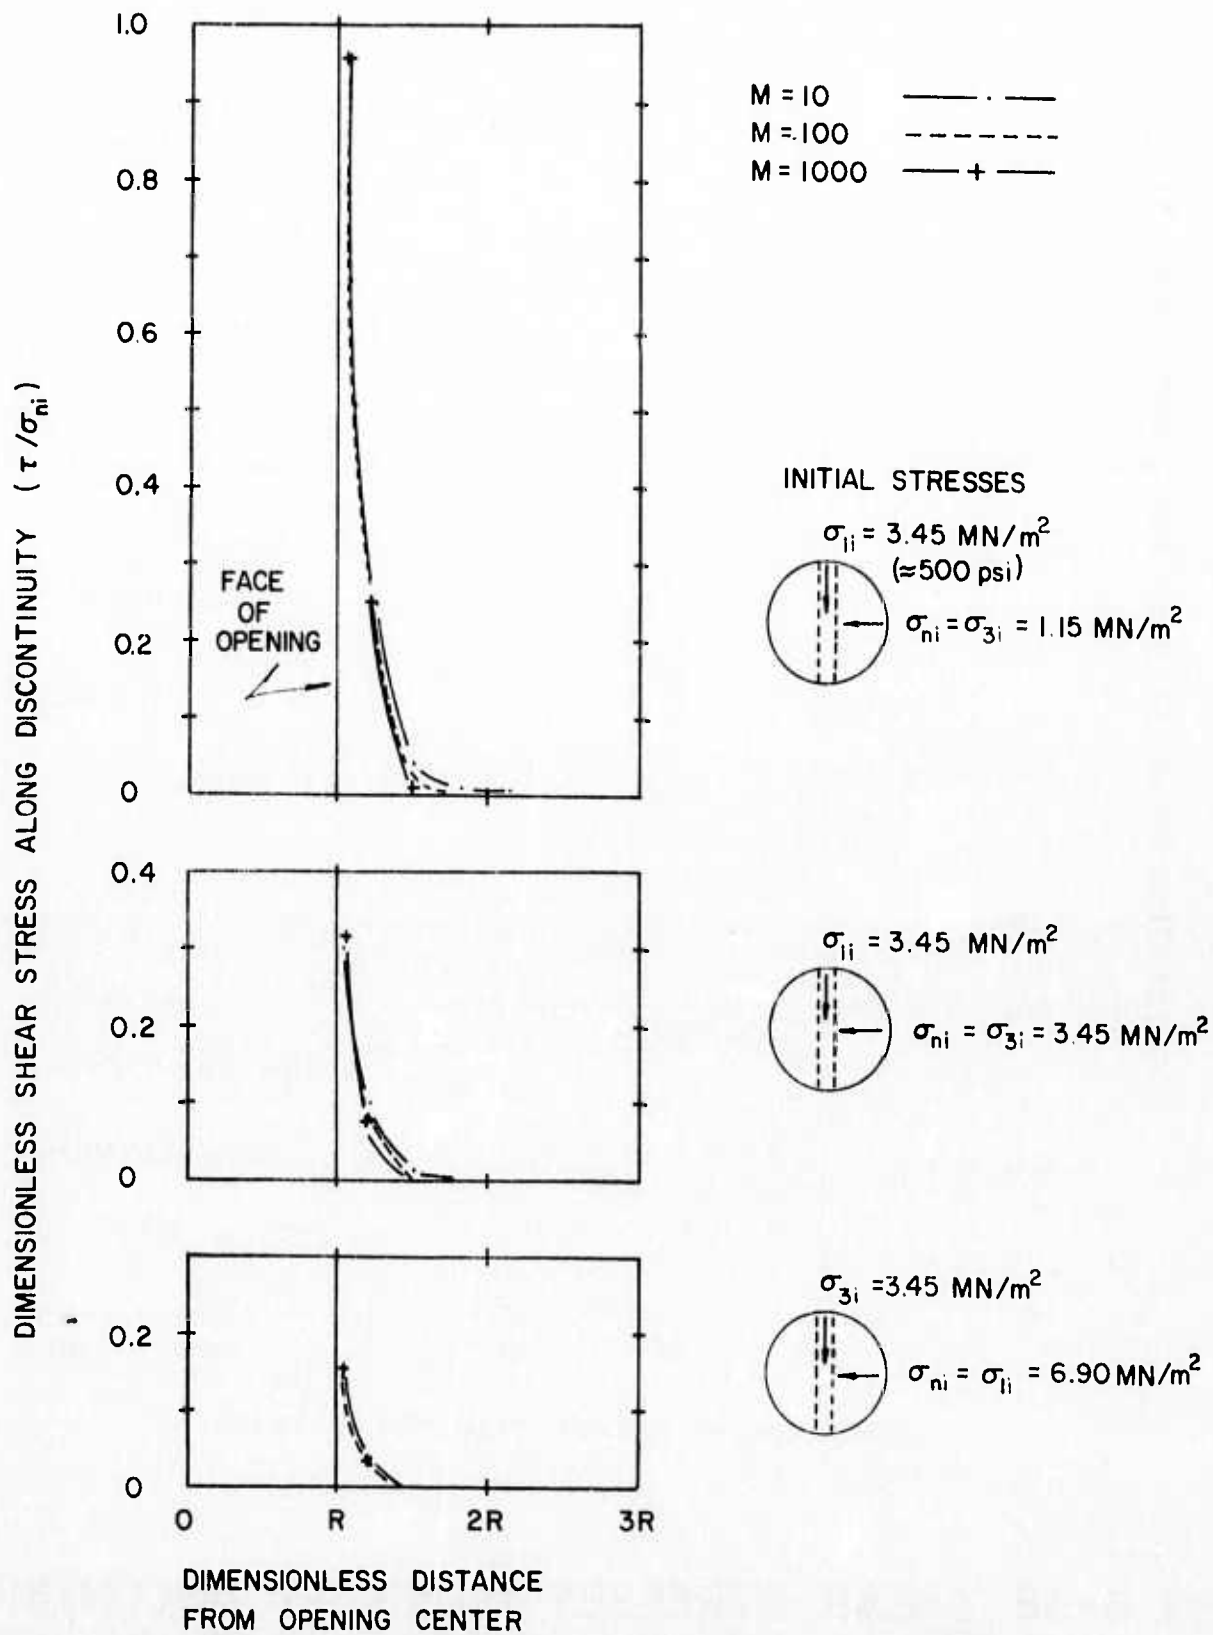 DIMENSIONLESS SHEAR STRESS ALONG DISCONTINUITY (τ/σni)
1.0
0.8
0.6
0.4
0.2
0
FACE
OF
OPENING
M = 10
M = .100
M = 1000
INITIAL STRESSES
σ1i = 3.45 MN/m²
(≈500 psi)
σni = σ3i = 1.15 MN/m²
0.4
0.2
0
σ1i = 3.45 MN/m²
σni = σ3i = 3.45 MN/m²
0.2
0
σ3i = 3.45 MN/m²
σni = σ1i = 6.90 MN/m²
0 R 2R 3R
DIMENSIONLESS DISTANCE
FROM OPENING CENTER